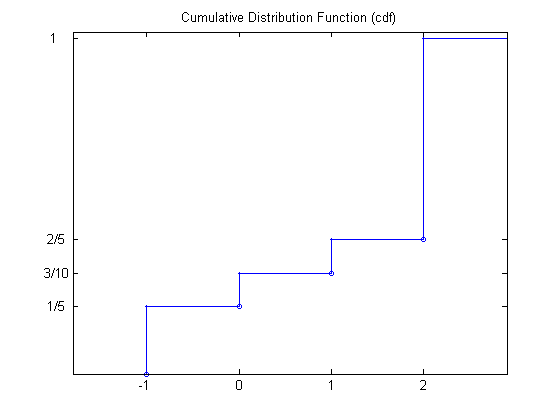 Cumulative Distribution Function (cdf)
1
2/5
3/10
1/5
-1 0 1 2